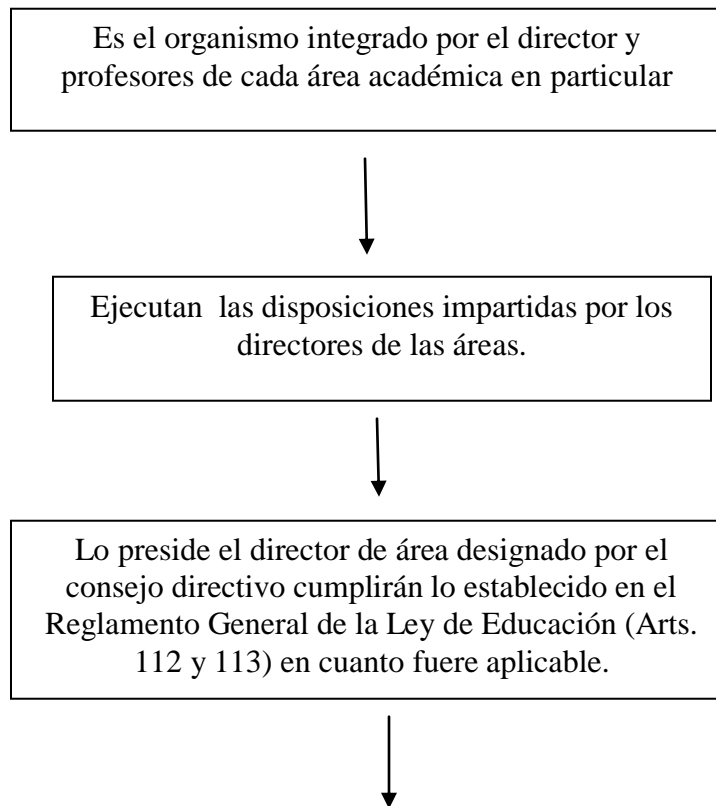 Es el organismo integrado por el director y
profesores de cada área académica en particular
Ejecutan  las disposiciones impartidas por los
directores de las áreas.
Lo preside el director de área designado por el
consejo directivo cumplirán lo establecido en el
Reglamento General de la Ley de Educación (Arts.
112 y 113) en cuanto fuere aplicable.